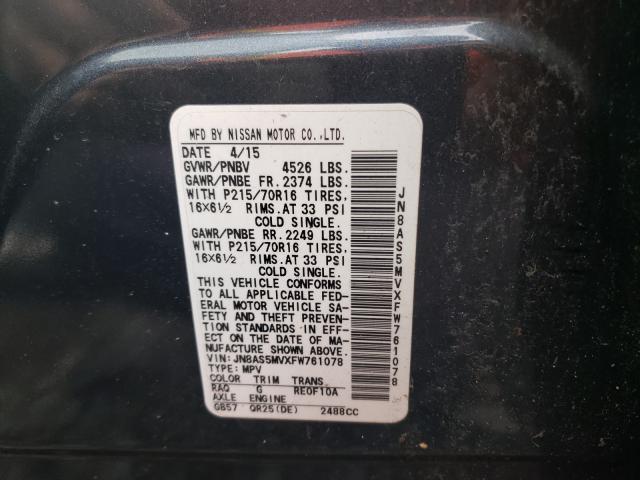 MFD BY NISSAN MOTOR CO.,LTD.
DATE 4/15
GVWR/PNBV 4526 LBS.
GAWR/PNBE FR. 2374 LBS.
WITH P215/70R16 TIRES,
16X6½ RIMS.AT 33 PSI
COLD SINGLE.
GAWR/PNBE RR. 2249 LBS.
WITH P215/70R16 TIRES,
16X6½ RIMS.AT 33 PSI
COLD SINGLE.
THIS VEHICLE CONFORMS
TO ALL APPLICABLE FED-
ERAL MOTOR VEHICLE SA-
FETY AND THEFT PREVEN-
TION STANDARDS IN EFF-
ECT ON THE DATE OF MA-
NUFACTURE SHOWN ABOVE.
VIN: JN8AS5MVXFW761078
TYPE: MPV
COLOR TRIM TRANS
RAQ G RE0F10A
AXLE ENGINE
GB57 QR25(DE) 2488CC
JN8AS5MVXFW761078